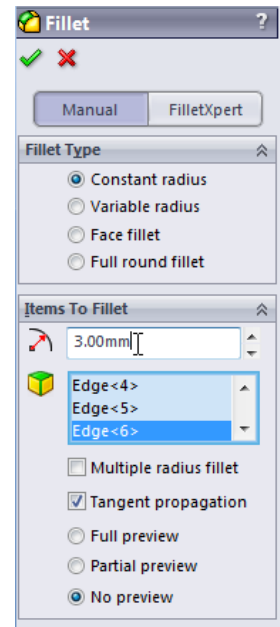 Fillet ?
Manual FilletXpert
Fillet Type
Constant radius
Variable radius
Face fillet
Full round fillet
Items To Fillet
3.00mm
Edge<4>
Edge<5>
Edge<6>
Multiple radius fillet
Tangent propagation
Full preview
Partial preview
No preview